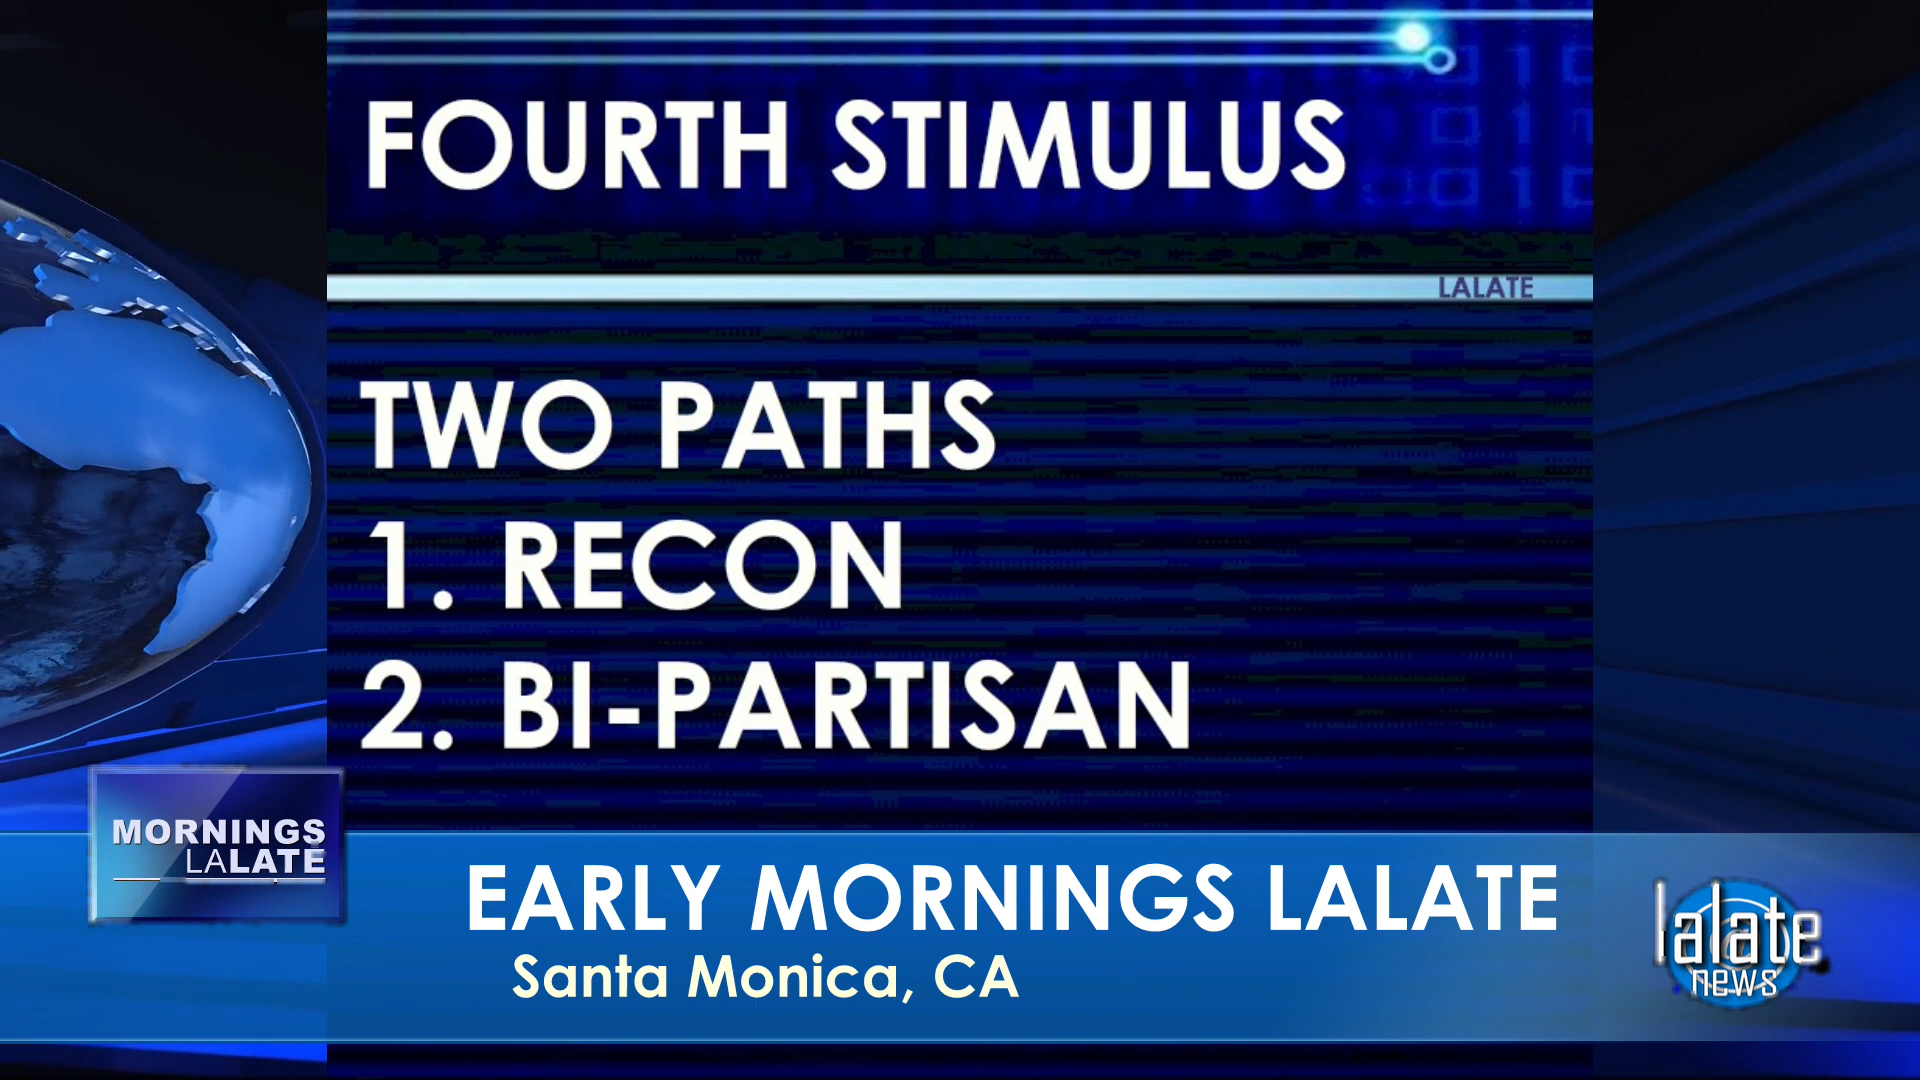 FOURTH STIMULUS
LALATE
TWO PATHS
1. RECON
2. BI-PARTISAN
MORNINGS
LALATE
EARLY MORNINGS LALATE
Santa Monica, CA
lalate
news